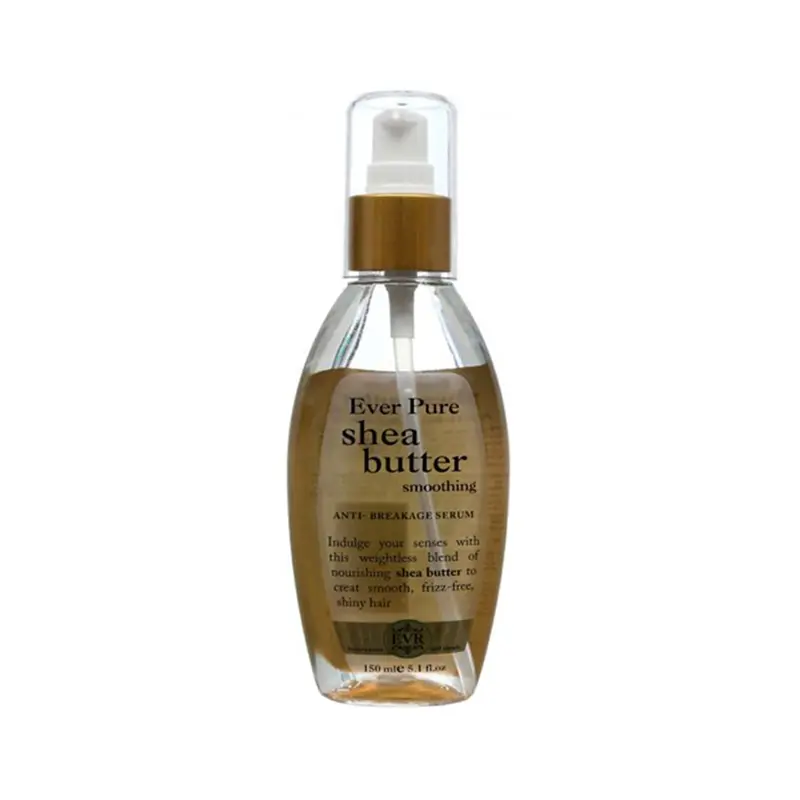 Ever Pure
shea
butter
smoothing
ANTI- BREAKAGE SERUM
Indulge your senses with
this weightless blend of
nourishing shea butter to
creat smooth, frizz-free,
shiny hair
EVR
150 mle 5.1 fl.oz